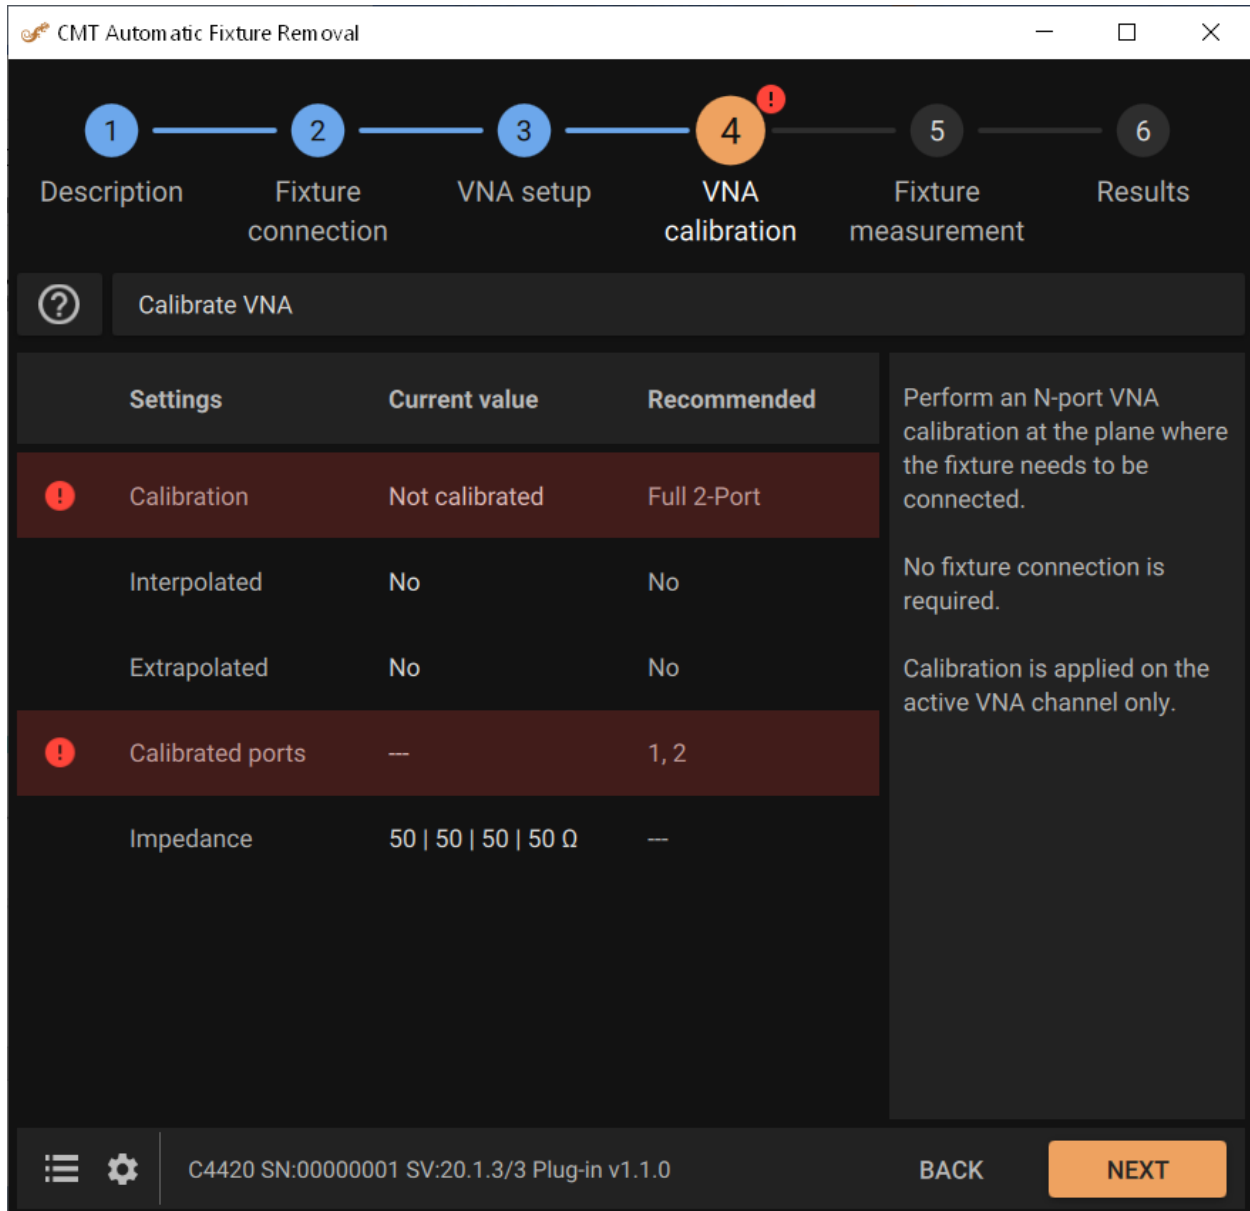 CMT Automatic Fixture Removal
1
2
3
4
!
5
6
Description
Fixture
connection
VNA setup
VNA
calibration
Fixture
measurement
Results
?
Calibrate VNA
Settings Current value Recommended
! Calibration Not calibrated Full 2-Port
Interpolated No No
Extrapolated No No
! Calibrated ports --- 1, 2
Impedance 50 | 50 | 50 | 50 Ω ---
Perform an N-port VNA
calibration at the plane where
the fixture needs to be
connected.
No fixture connection is
required.
Calibration is applied on the
active VNA channel only.
C4420 SN:00000001 SV:20.1.3/3 Plug-in v1.1.0
BACK
NEXT